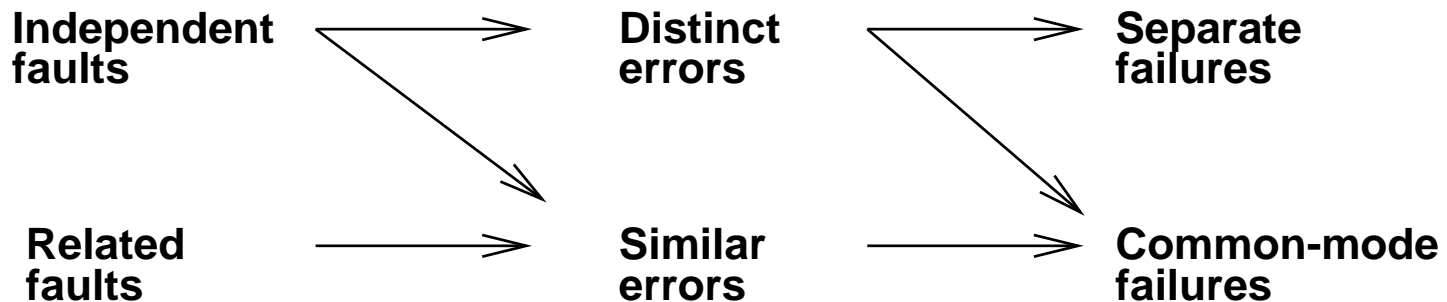 Independent
faults
Distinct
errors
Separate
failures
Related
faults
Similar
errors
Common-mode
failures